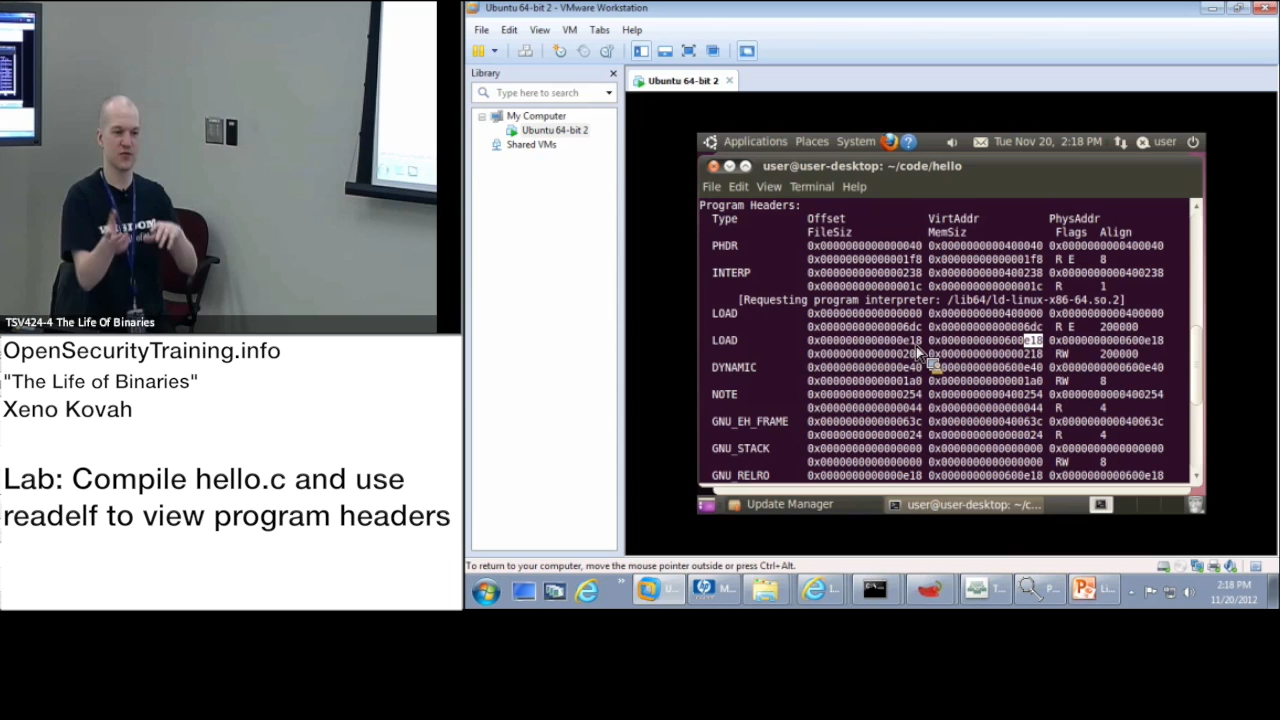 TSV424-4 The Life Of Binaries
OpenSecurityTraining.info
"The Life of Binaries"
Xeno Kovah
Lab: Compile hello.c and use
readelf to view program headers
Ubuntu 64-bit 2 - VMware Workstation
File Edit View VM Tabs Help
Library
Type here to search
My Computer
Ubuntu 64-bit 2
Shared VMs
Ubuntu 64-bit 2
Applications Places System Tue Nov 20, 2:18 PM user
user@user-desktop: ~/code/hello
File Edit View Terminal Help
Program Headers:
Type Offset VirtAddr PhysAddr
FileSiz MemSiz Flags Align
PHDR 0x0000000000000040 0x0000000000400040 0x0000000000400040
0x00000000000001f8 0x00000000000001f8 R E 8
INTERP 0x0000000000000238 0x0000000000400238 0x0000000000400238
0x000000000000001c 0x000000000000001c R 1
[Requesting program interpreter: /lib64/ld-linux-x86-64.so.2]
LOAD 0x0000000000000000 0x0000000000400000 0x0000000000400000
0x00000000000006dc 0x00000000000006dc R E 200000
LOAD 0x0000000000000e18 0x0000000000600e18 0x0000000000600e18
0x0000000000000218 RW 200000
DYNAMIC 0x0000000000000e40 0x0000000000600e40 0x0000000000600e40
0x00000000000001a0 0x00000000000001a0 RW 8
NOTE 0x0000000000000254 0x0000000000400254 0x0000000000400254
0x0000000000000044 0x0000000000000044 R 4
GNU_EH_FRAME 0x000000000000063c 0x000000000040063c 0x000000000040063c
0x0000000000000024 0x0000000000000024 R 4
GNU_STACK 0x0000000000000000 0x0000000000000000 0x0000000000000000
0x0000000000000000 0x0000000000000000 RW 8
GNU_RELRO 0x0000000000000e18 0x0000000000600e18 0x0000000000600e18
Update Manager user@user-desktop: ~/c...
To return to your computer, move the mouse pointer outside or press Ctrl+Alt.
U... M... I... T... P... Li...
2:18 PM
11/20/2012